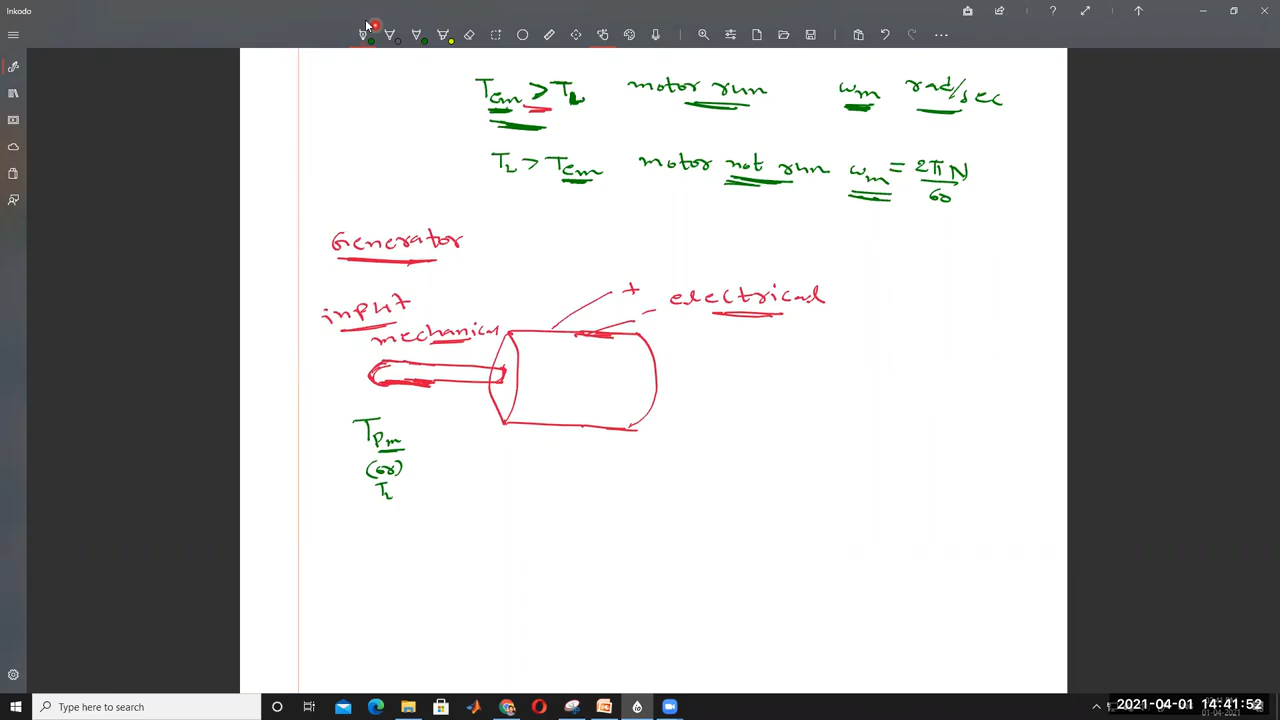 Inkodo
Tem > TL motor run ωm rad/sec
TL > Tem motor not run ωm = 2πN/60
Generator
input
mechanical
+
-
electrical
TPm
(or)
TL
Type here to search
2021-04-01 14:41:52